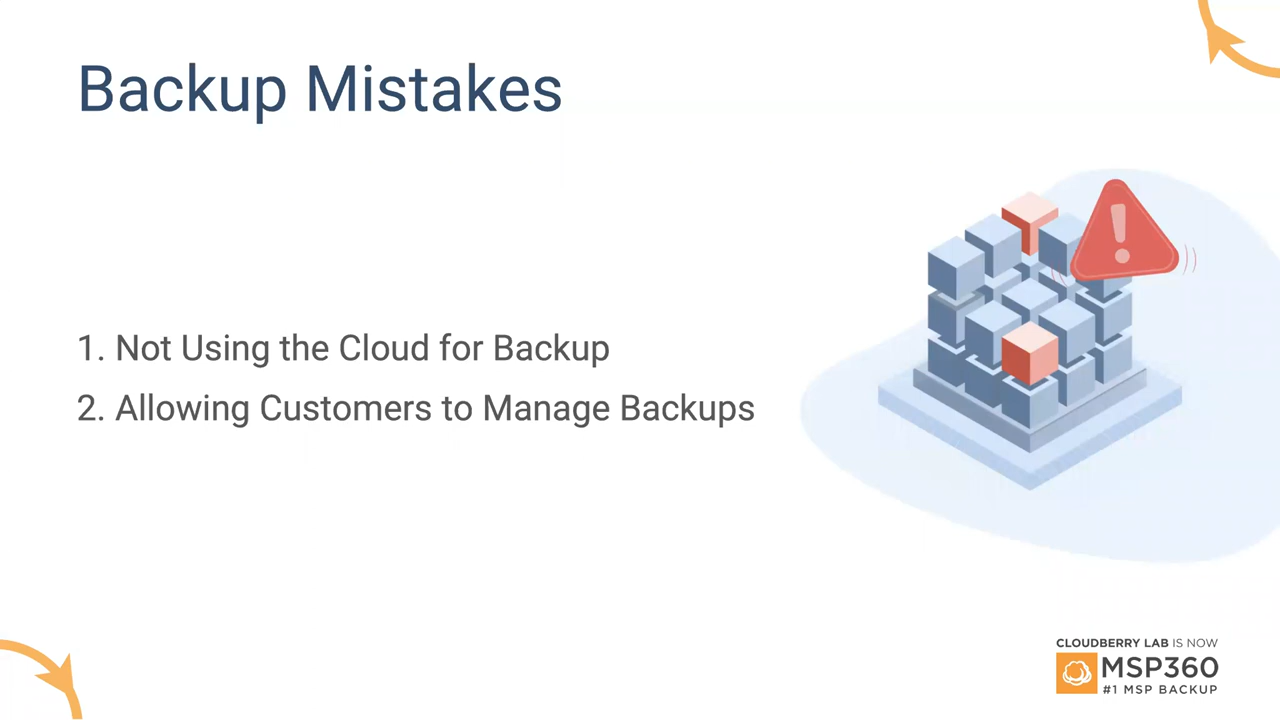 Backup Mistakes
1. Not Using the Cloud for Backup
2. Allowing Customers to Manage Backups
CLOUDBERRY LAB IS NOW
MSP360
#1 MSP BACKUP